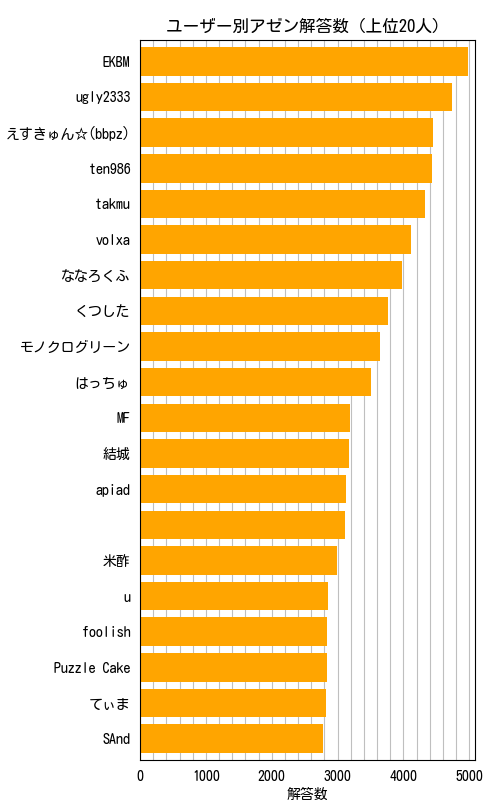 ユーザー別アゼン解答数 (上位20人)
EKBM
ugly2333
えすきゅん☆(bbpz)
ten986
takmu
volxa
ななろくふ
くつした
モノクログリーン
はっちゅ
MF
結城
apiad
米酢
u
foolish
Puzzle Cake
てぃま
SAnd
0 1000 2000 3000 4000 5000
解答数